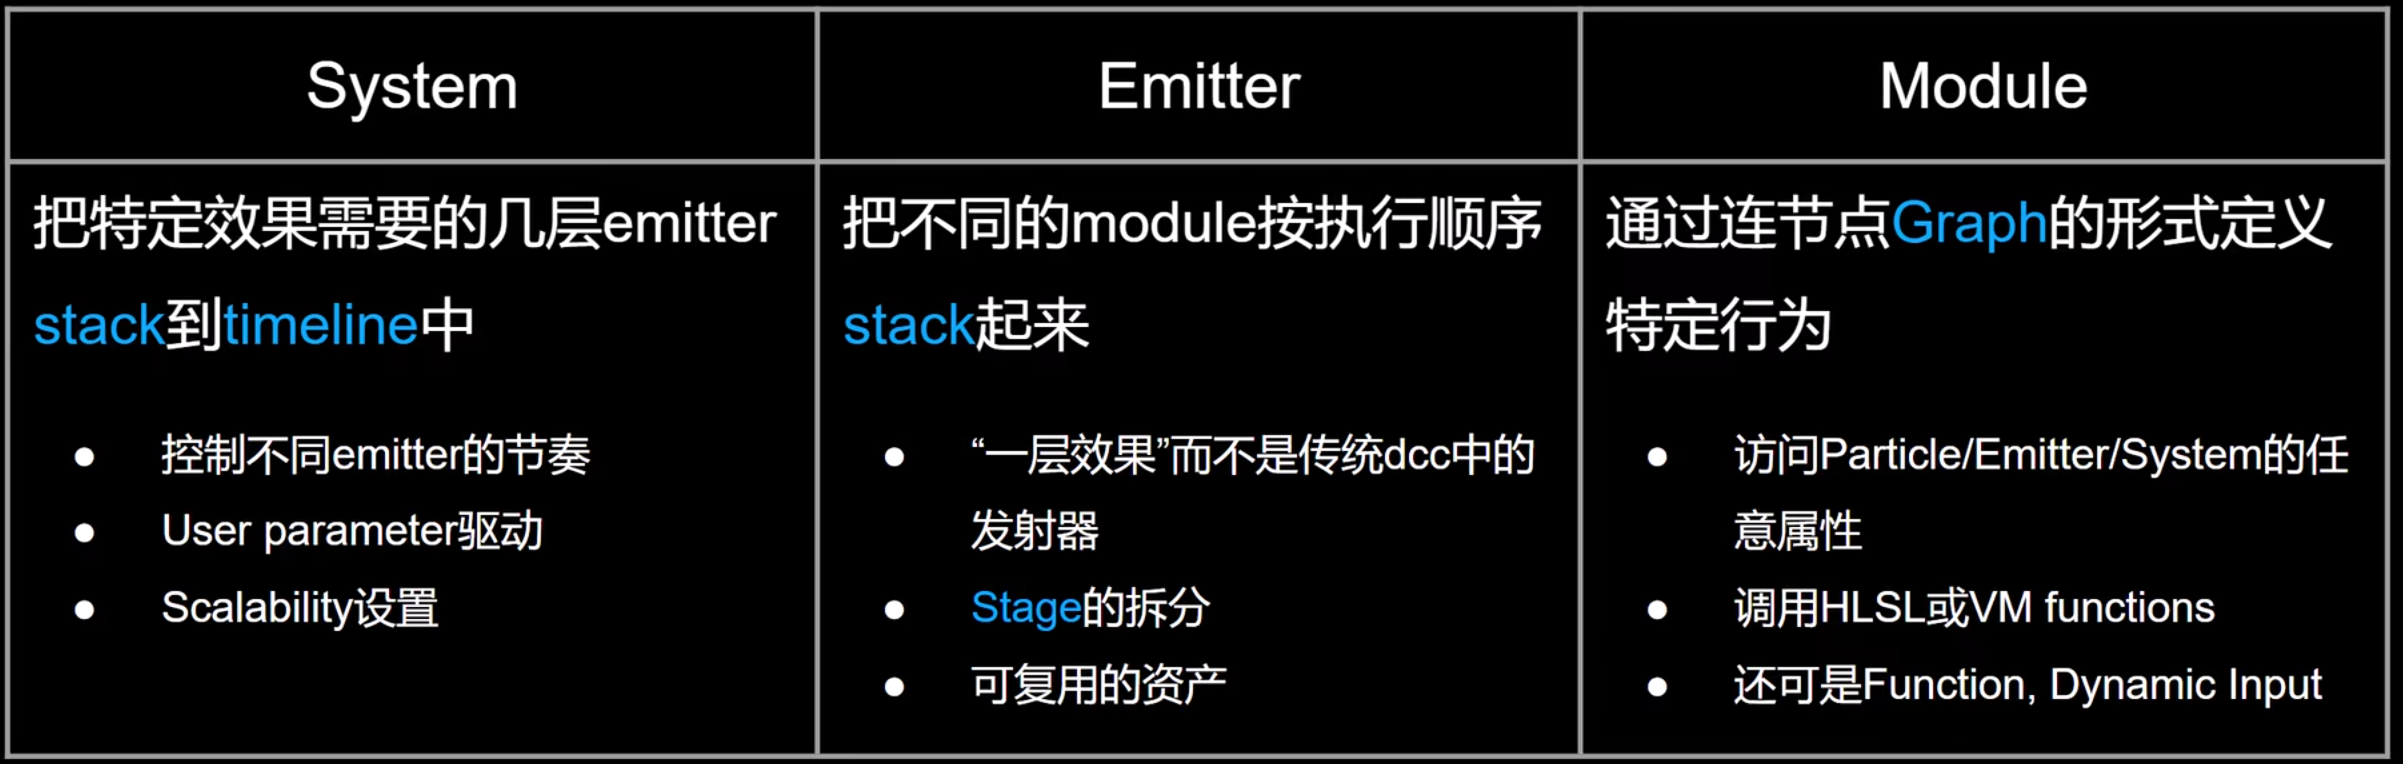 System
Emitter
Module
把特定效果需要的几层emitter
stack到timeline中
● 控制不同emitter的节奏
● User parameter驱动
● Scalability设置
把不同的module按执行顺序
stack起来
● “一层效果”而不是传统dcc中的
发射器
● Stage的拆分
● 可复用的资产
通过连节点Graph的形式定义
特定行为
● 访问Particle/Emitter/System的任
意属性
● 调用HLSL或VM functions
● 还可是Function, Dynamic Input